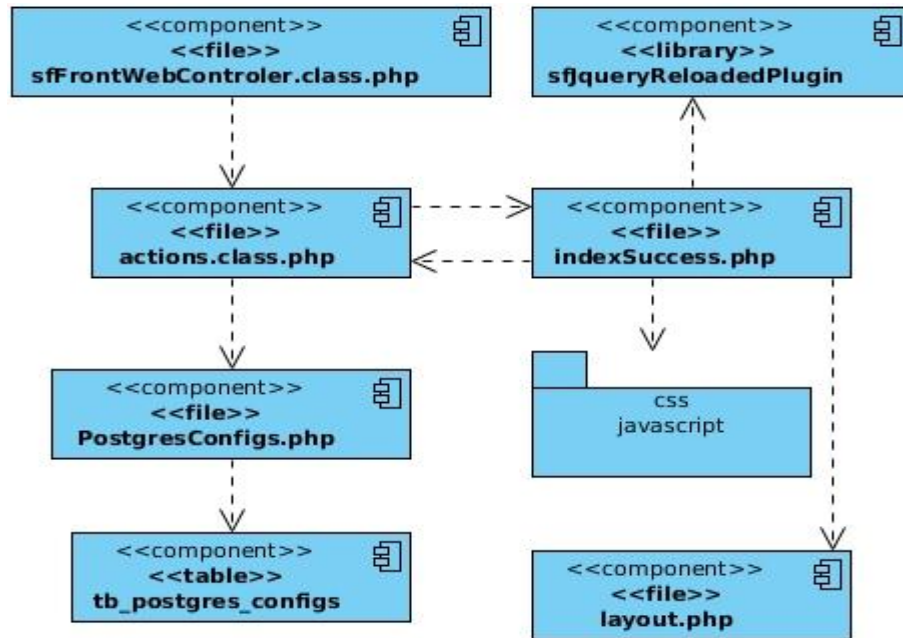 <<component>>
<<file>>
sfFrontWebControler.class.php
<<component>>
<<library>>
sfJqueryReloadedPlugin
<<component>>
<<file>>
actions.class.php
<<component>>
<<file>>
indexSuccess.php
<<component>>
<<file>>
PostgresConfigs.php
css
javascript
<<component>>
<<table>>
tb_postgres_configs
<<component>>
<<file>>
layout.php